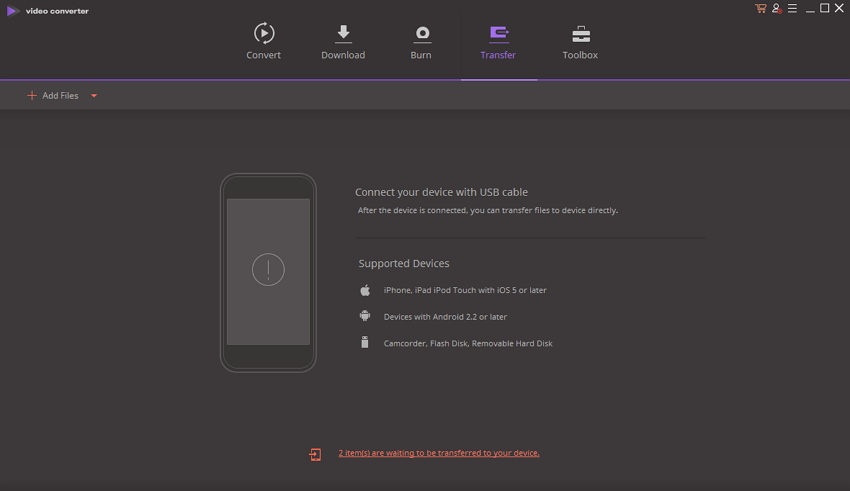 video converter
Convert
Download
Burn
Transfer
Toolbox
Add Files
Connect your device with USB cable
After the device is connected, you can transfer files to device directly.
Supported Devices
iPhone, iPad iPod Touch with iOS 5 or later
Devices with Android 2.2 or later
Camcorder, Flash Disk, Removable Hard Disk
2 item(s) are waiting to be transferred to your device.